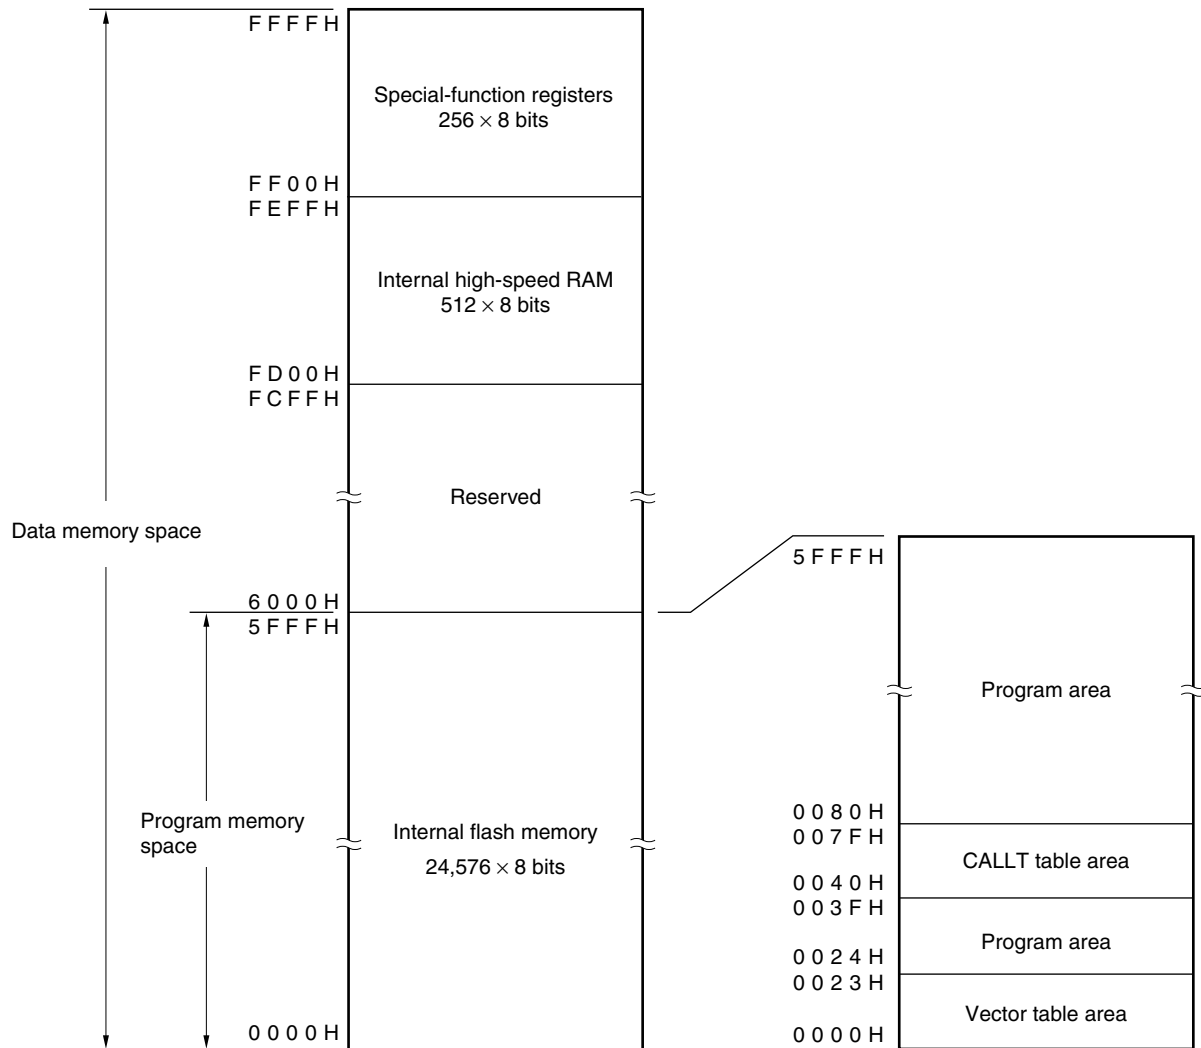 FFFFH
Special-function registers
256 × 8 bits
FF00H
FEFFH
Internal high-speed RAM
512 × 8 bits
FD00H
FCFFH
Reserved
Data memory space
6000H
5FFFH
Program memory
space
Internal flash memory
24,576 × 8 bits
0000H
5FFFH
Program area
0080H
007FH
CALLT table area
0040H
003FH
Program area
0024H
0023H
Vector table area
0000H